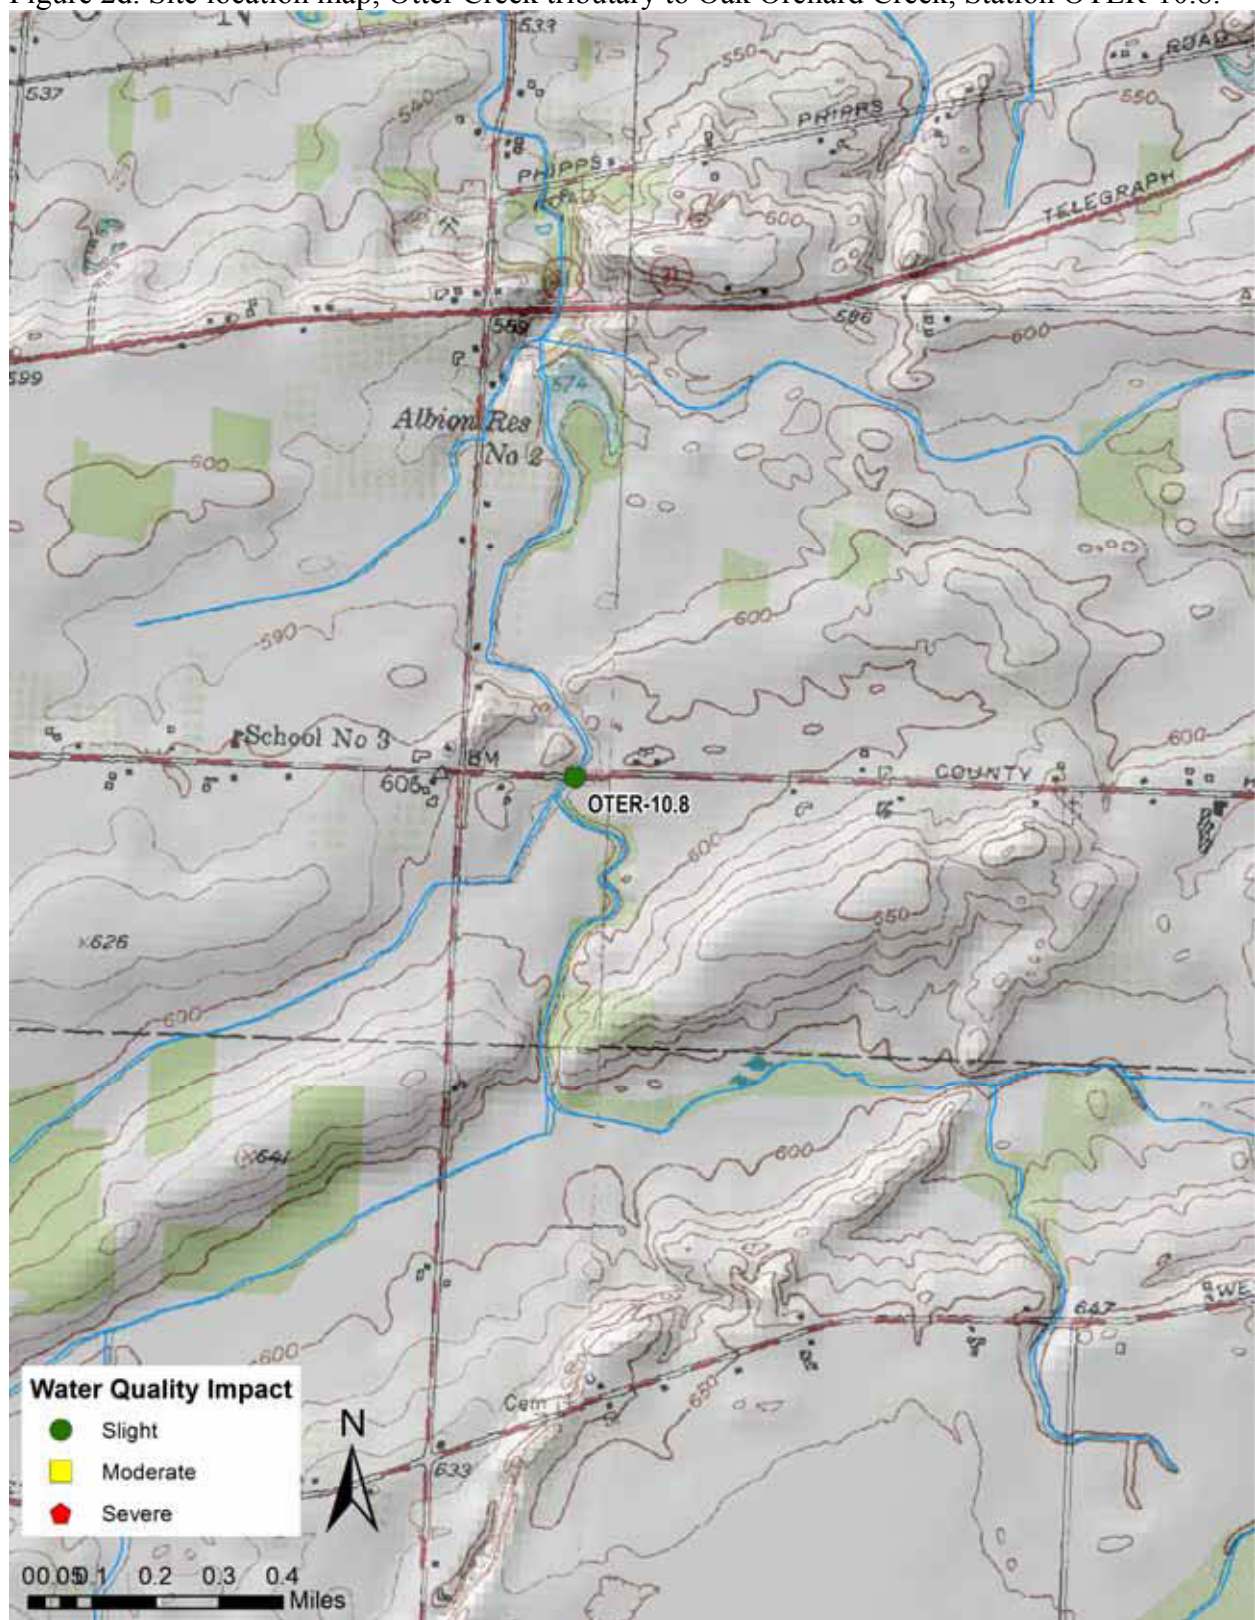 Figure 2d. Site location map, Otter Creek tributary to Oak Orchard Creek, Station OTER-10.8.
O N
533
537
550
ROAD
540
550
PHIPPS
PHIPPS
TELEGRAPH
600
31
586
599
600
574
Albion Res
No 2
600
590
600
School No 3
BM
600
606
COUNTY
OTER-10.8
600
650
×626
600
×641
600
647
WE
600
650
Cem
633
Water Quality Impact
Slight
Moderate
Severe
N
0 0.05 0.1 0.2 0.3 0.4
Miles